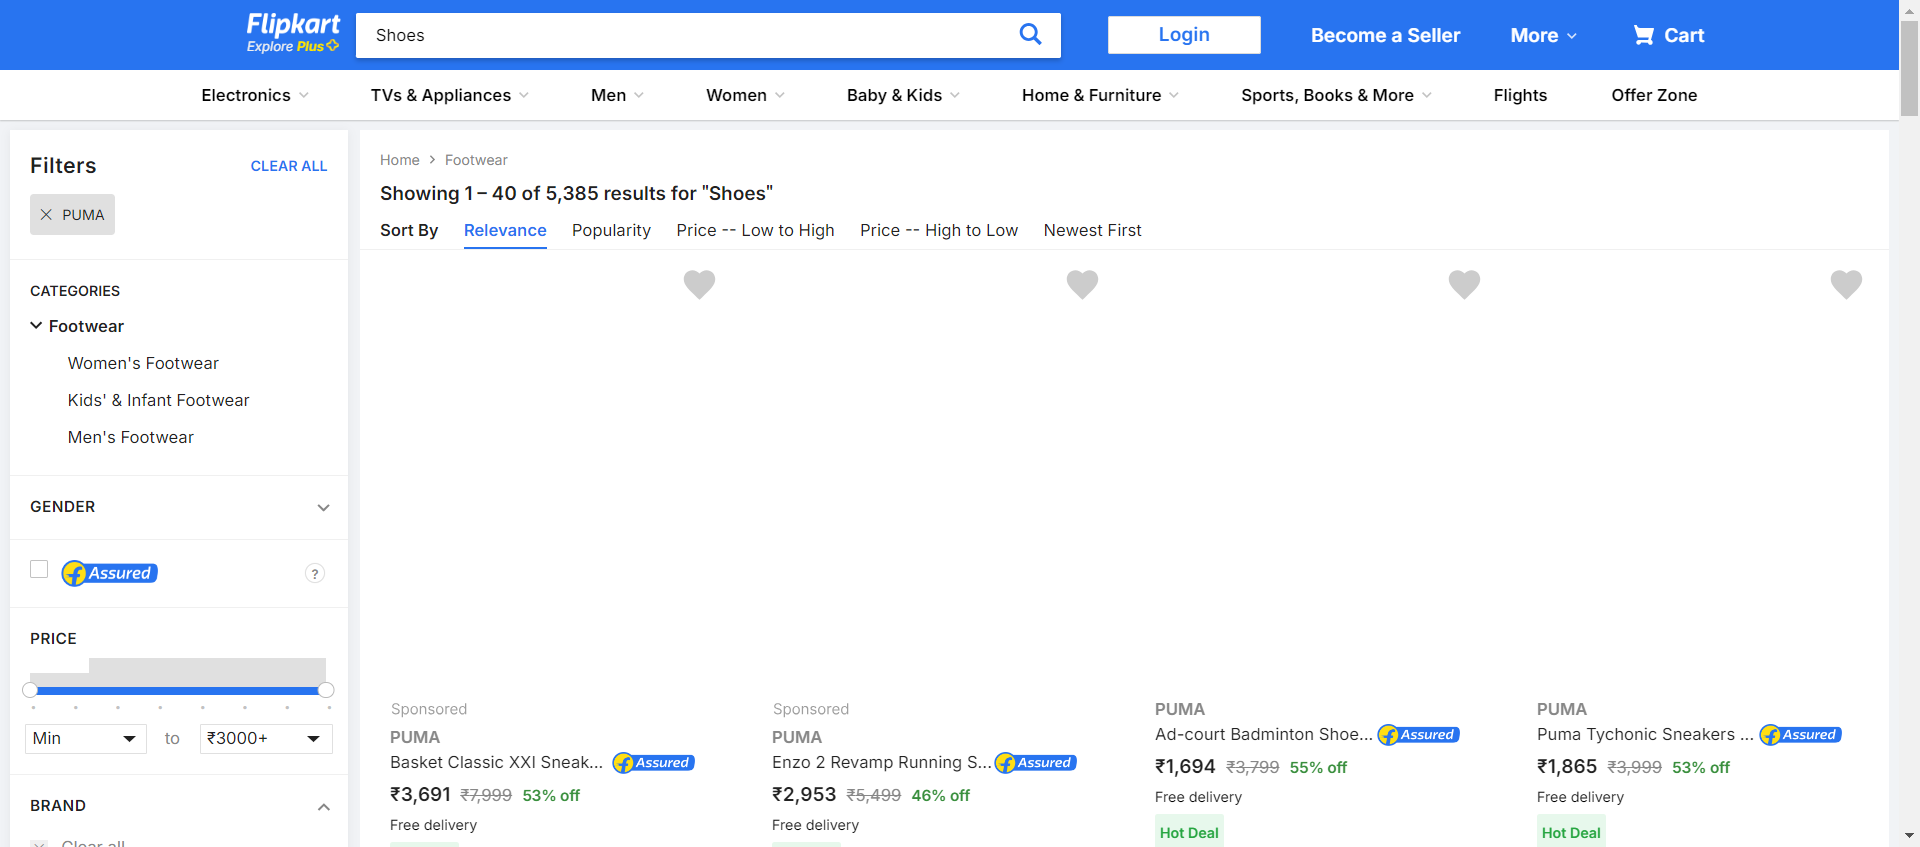 Flipkart
Explore Plus
Shoes
Login
Become a Seller
More
Cart
Electronics
TVs & Appliances
Men
Women
Baby & Kids
Home & Furniture
Sports, Books & More
Flights
Offer Zone
Filters
CLEAR ALL
PUMA
CATEGORIES
Footwear
Women's Footwear
Kids' & Infant Footwear
Men's Footwear
GENDER
Assured
?
PRICE
Min
to
₹3000+
BRAND
Clear all
Home
Footwear
Showing 1 – 40 of 5,385 results for "Shoes"
Sort By
Relevance
Popularity
Price -- Low to High
Price -- High to Low
Newest First
Sponsored
PUMA
Basket Classic XXI Sneak...
Assured
₹3,691 ₹7,999 53% off
Free delivery
Sponsored
PUMA
Enzo 2 Revamp Running S...
Assured
₹2,953 ₹5,499 46% off
Free delivery
PUMA
Ad-court Badminton Shoe...
Assured
₹1,694 ₹3,799 55% off
Free delivery
Hot Deal
PUMA
Puma Tychonic Sneakers ...
Assured
₹1,865 ₹3,999 53% off
Free delivery
Hot Deal